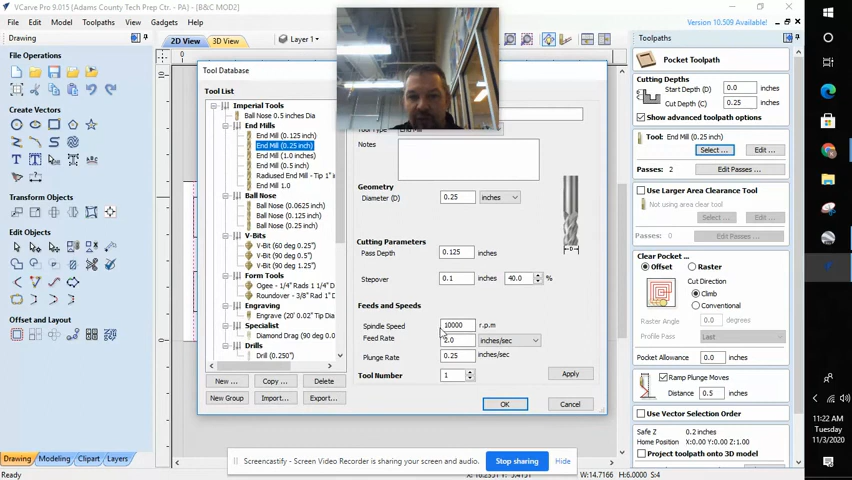 VCarve Pro 9.015 (Adams County Tech Prep Ctr. - PA) - [B&C MOD2]
File Edit Model Toolpaths View Gadgets Help
Version 10.509 Available!
Drawing
2D View 3D View Layer 1
Toolpaths
File Operations
Create Vectors
Transform Objects
Edit Objects
Offset and Layout
Drawing Modeling Clipart Layers
Ready
Tool Database
Tool List
Imperial Tools
Ball Nose 0.5 inches Dia
End Mills
End Mill (0.125 inch)
End Mill (0.25 inch)
End Mill (1.0 inches)
End Mill (0.5 inch)
Radiused End Mill - Tip 1"
End Mill 1.0
Ball Nose
Ball Nose (0.0625 inch)
Ball Nose (0.125 inch)
Ball Nose (0.25 inch)
V-Bits
V-Bit (90 deg 0.25")
V-Bit (60 deg 0.5")
V-Bit (90 deg 1.25")
Form Tools
Ogee - 1/4" Rads 1"
Roundover - 3/8" Rads
Engraving
Engrave (20° 0.02" Tip
Specialist
Diamond Drag (90 deg 0.0
Drills
Drill (0.250")
New ... Copy ... Delete
New Group Import... Export...
Tool Type End Mill
Notes
Geometry
Diameter (D) 0.25 inches
D
Cutting Parameters
Pass Depth 0.125 inches
Stepover 0.1 inches 40.0 %
Feeds and Speeds
Spindle Speed 10000 r.p.m
Feed Rate 2.0 inches/sec
Plunge Rate 0.25 inches/sec
Tool Number 1 Apply
OK Cancel
Pocket Toolpath
Cutting Depths
Start Depth (D) 0.0
Cut Depth (C) 0.25
Show advanced toolpath options
Tool: End Mill (0.25 inch)
Select ... Edit ...
Passes: 2 Edit Passes ...
Use Larger Area Clearance Tool
Not using area clear tool
Select ... Edit ...
Passes: 0 Edit Passes ...
Clear Pocket ...
Offset Raster
Cut Direction
Climb
Conventional
Raster Angle 0.0 degrees
Profile Pass Last
Pocket Allowance 0.0 inches
Ramp Plunge Moves
Distance 0.5 inches
Use Vector Selection Order
Safe Z 0.2 inches
Home Position X:0.00 Y:0.00 Z:1.00
Project toolpath onto 3D model
Screencastify - Screen Video Recorder is sharing your screen and audio. Stop sharing Hide
W:14.7166 H:6.0000 S:4
11:22 AM
Tuesday
11/3/2020